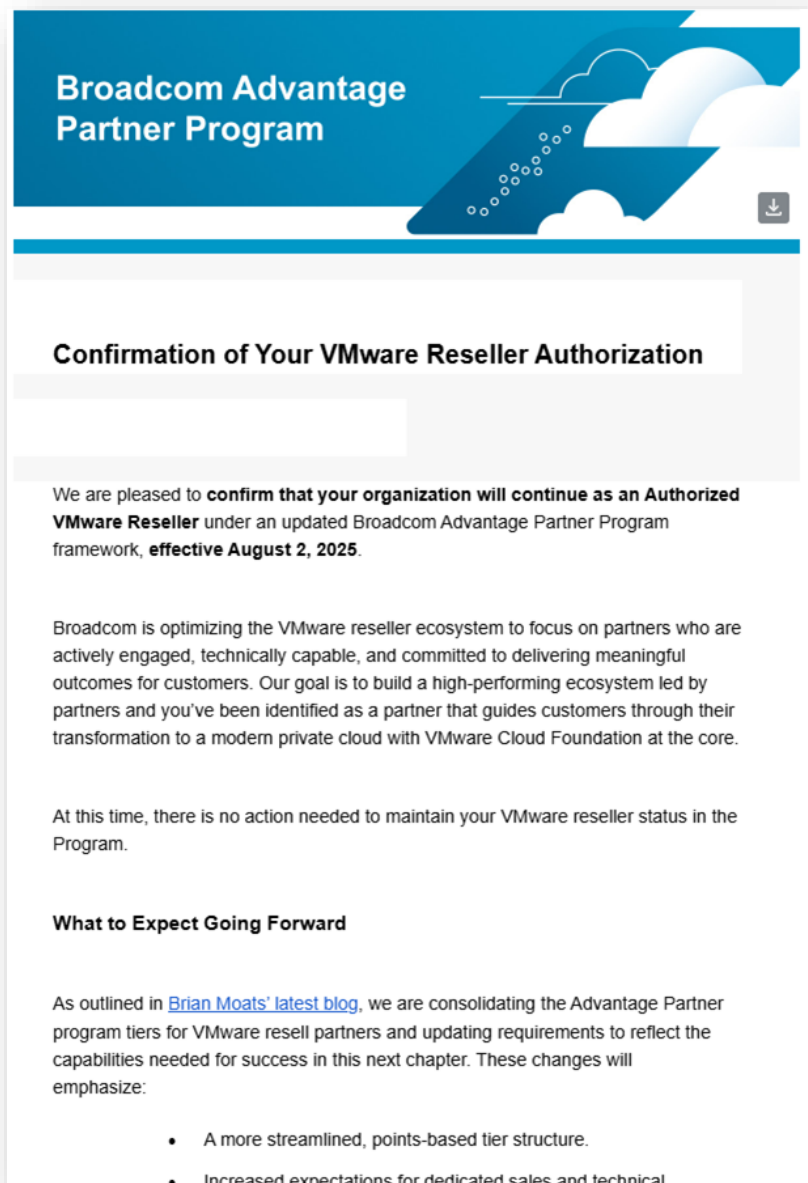 Broadcom Advantage
Partner Program
Confirmation of Your VMware Reseller Authorization
We are pleased to confirm that your organization will continue as an Authorized
VMware Reseller under an updated Broadcom Advantage Partner Program
framework, effective August 2, 2025.
Broadcom is optimizing the VMware reseller ecosystem to focus on partners who are
actively engaged, technically capable, and committed to delivering meaningful
outcomes for customers. Our goal is to build a high-performing ecosystem led by
partners and you’ve been identified as a partner that guides customers through their
transformation to a modern private cloud with VMware Cloud Foundation at the core.
At this time, there is no action needed to maintain your VMware reseller status in the
Program.
What to Expect Going Forward
As outlined in Brian Moats’ latest blog, we are consolidating the Advantage Partner
program tiers for VMware resell partners and updating requirements to reflect the
capabilities needed for success in this next chapter. These changes will
emphasize:
• A more streamlined, points-based tier structure.
• Increased expectations for dedicated sales and technical